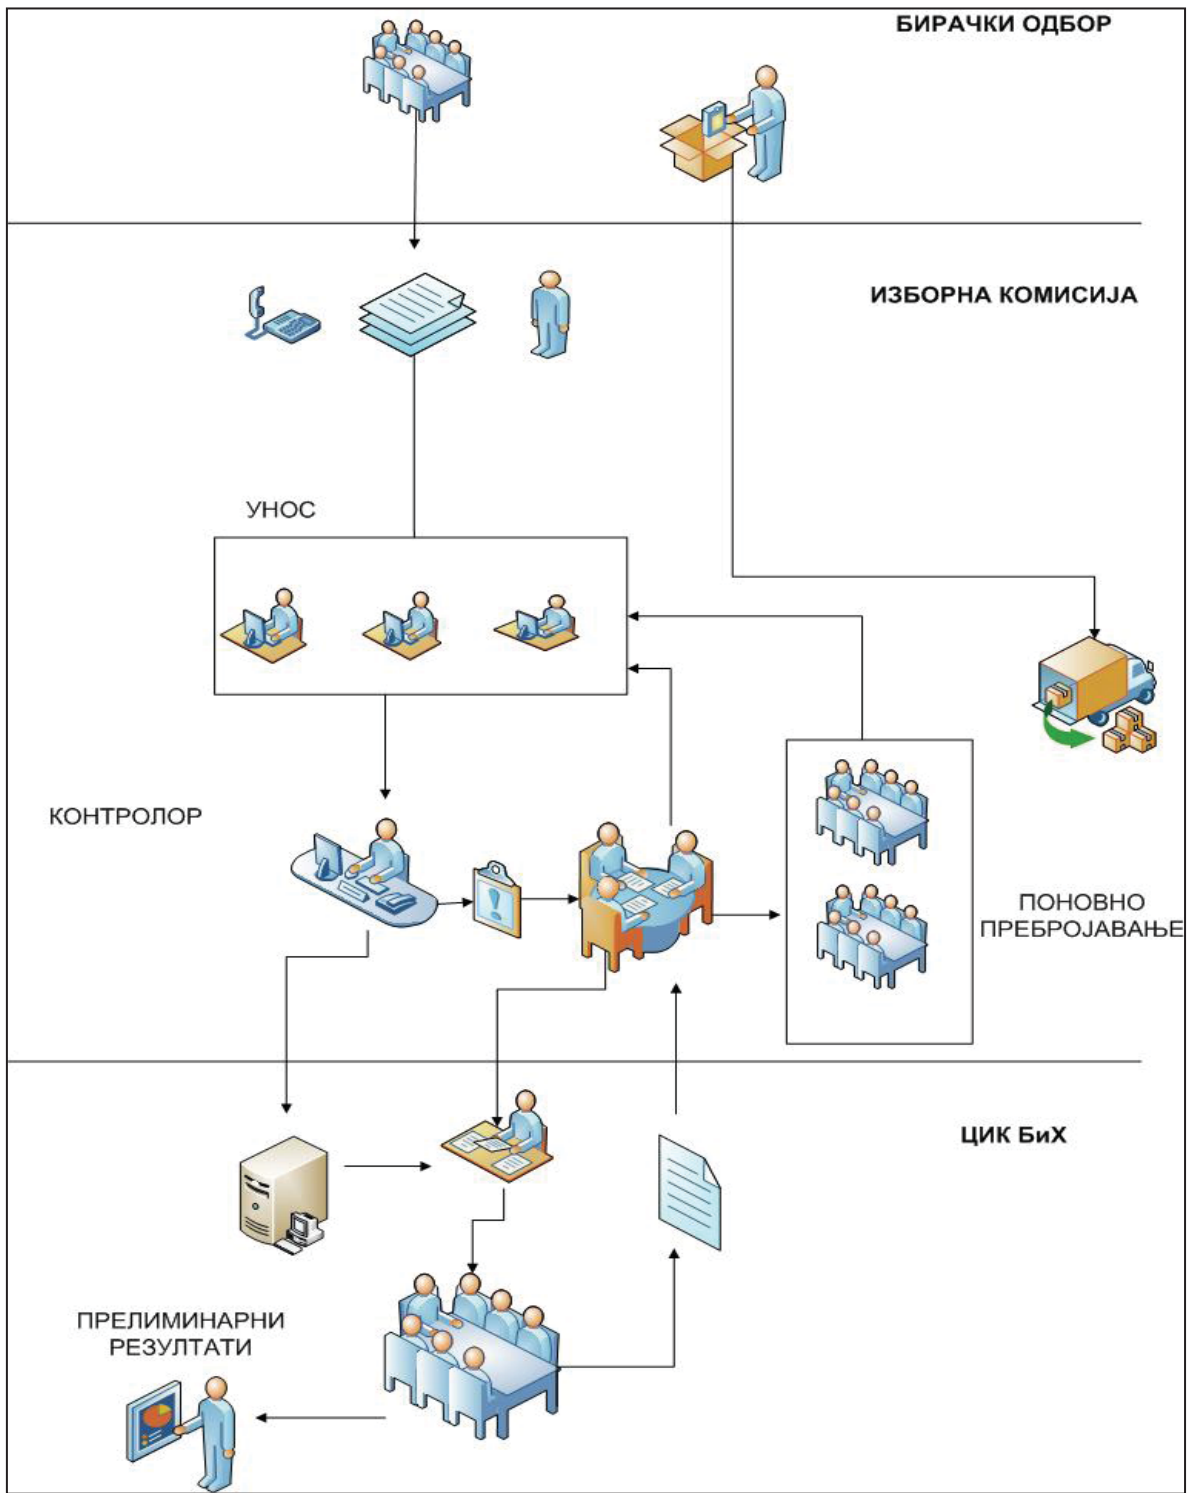 БИРАЧКИ ОДБОР
ИЗБОРНА КОМИСИЈА
УНОС
КОНТРОЛОР
ПОНОВНО
ПРЕБРОЈАВАЊЕ
ЦИК БиХ
ПРЕЛИМИНАРНИ
РЕЗУЛТАТИ